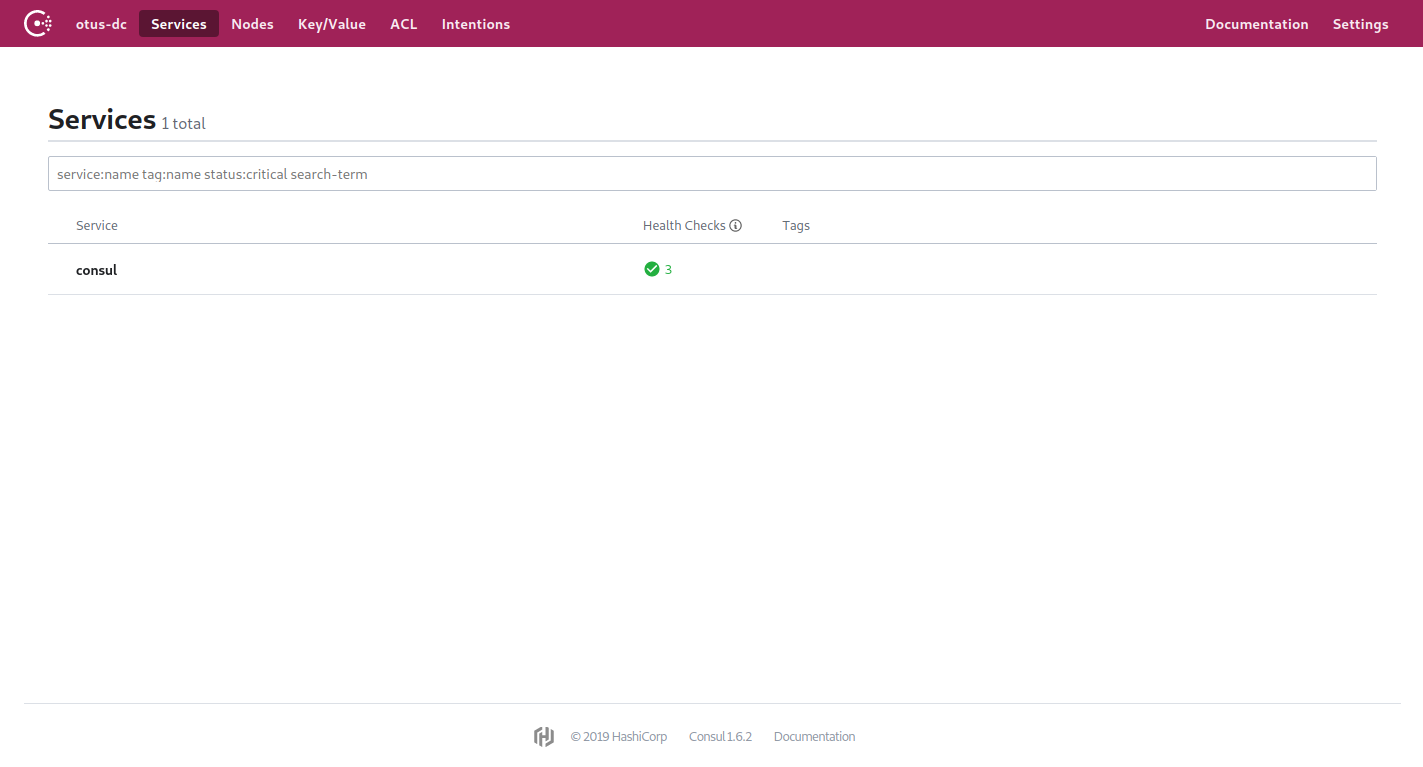 otus-dc Services Nodes Key/Value ACL Intentions Documentation Settings
Services 1 total
service:name tag:name status:critical search-term
Service Health Checks Tags
consul 3
© 2019 HashiCorp Consul 1.6.2 Documentation